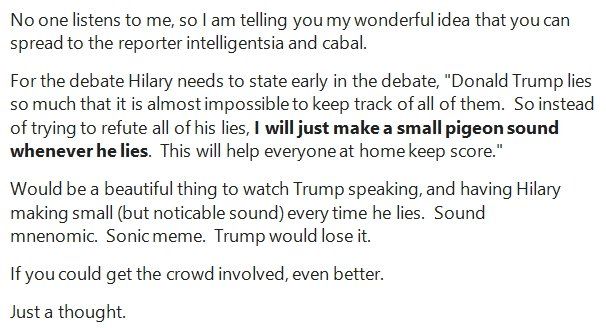 No one listens to me, so I am telling you my wonderful idea that you can
spread to the reporter intelligentsia and cabal.
For the debate Hilary needs to state early in the debate, "Donald Trump lies
so much that it is almost impossible to keep track of all of them.  So instead
of trying to refute all of his lies, I will just make a small pigeon sound
whenever he lies.  This will help everyone at home keep score."
Would be a beautiful thing to watch Trump speaking, and having Hilary
making small (but noticable sound) every time he lies.  Sound
mnenomic.  Sonic meme.  Trump would lose it.
If you could get the crowd involved, even better.
Just a thought.